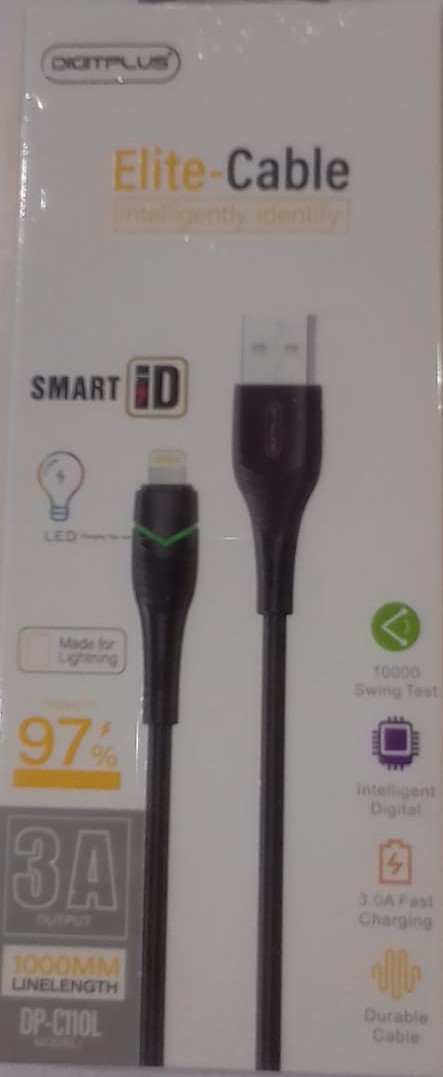 DIGITPLUS
Elite-Cable
Intelligently identify
SMART iD
LED
Made for
Lightning
97%
3A
OUTPUT
1000MM
LINELENGTH
DP-C110L
MODEL
10000
Swing Test
Intelligent
Digital
3.0A Fast
Charging
Durable
Cable